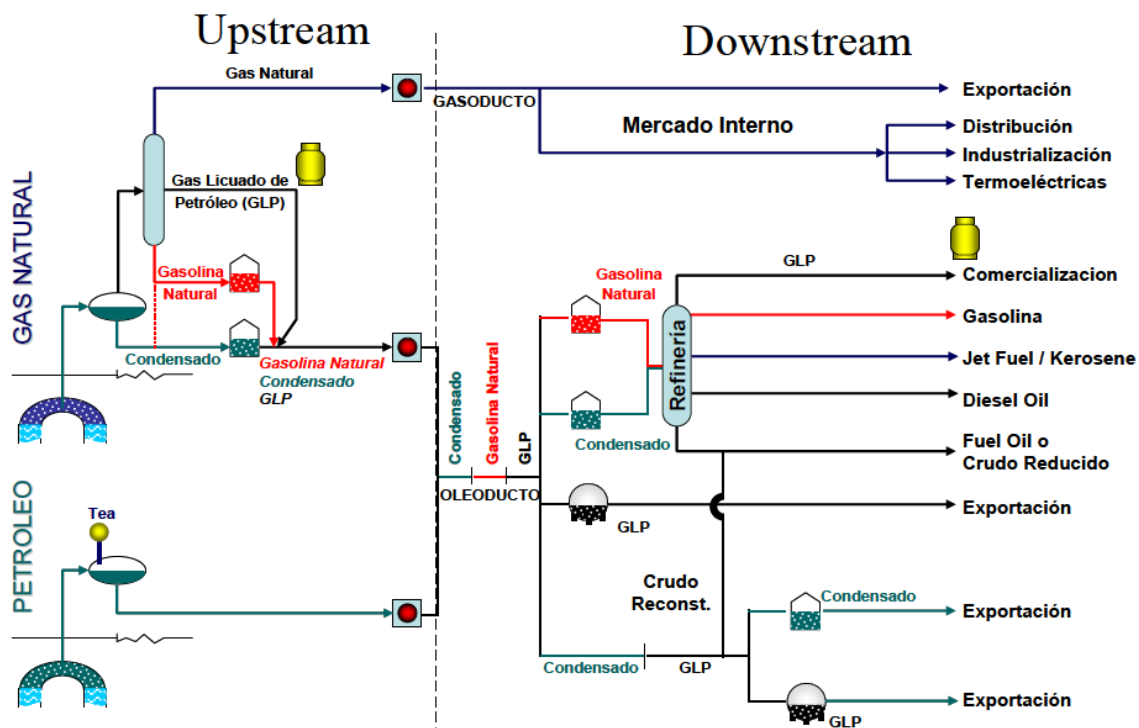 Upstream
Downstream
Gas Natural
GASODUCTO
Exportación
Mercado Interno
Distribución
Industrialización
Termoeléctricas
GAS NATURAL
Gas Licuado de
Petróleo (GLP)
Gasolina
Natural
Condensado
Gasolina Natural
Condensado
GLP
Condensado
Gasolina Natural
GLP
OLEODUCTO
Gasolina
Natural
Condensado
Refinería
GLP
Comercializacion
Gasolina
Jet Fuel / Kerosene
Diesel Oil
Fuel Oil o
Crudo Reducido
GLP
Exportación
PETROLEO
Tea
Crudo
Reconst.
Condensado
GLP
Condensado
Exportación
GLP
Exportación